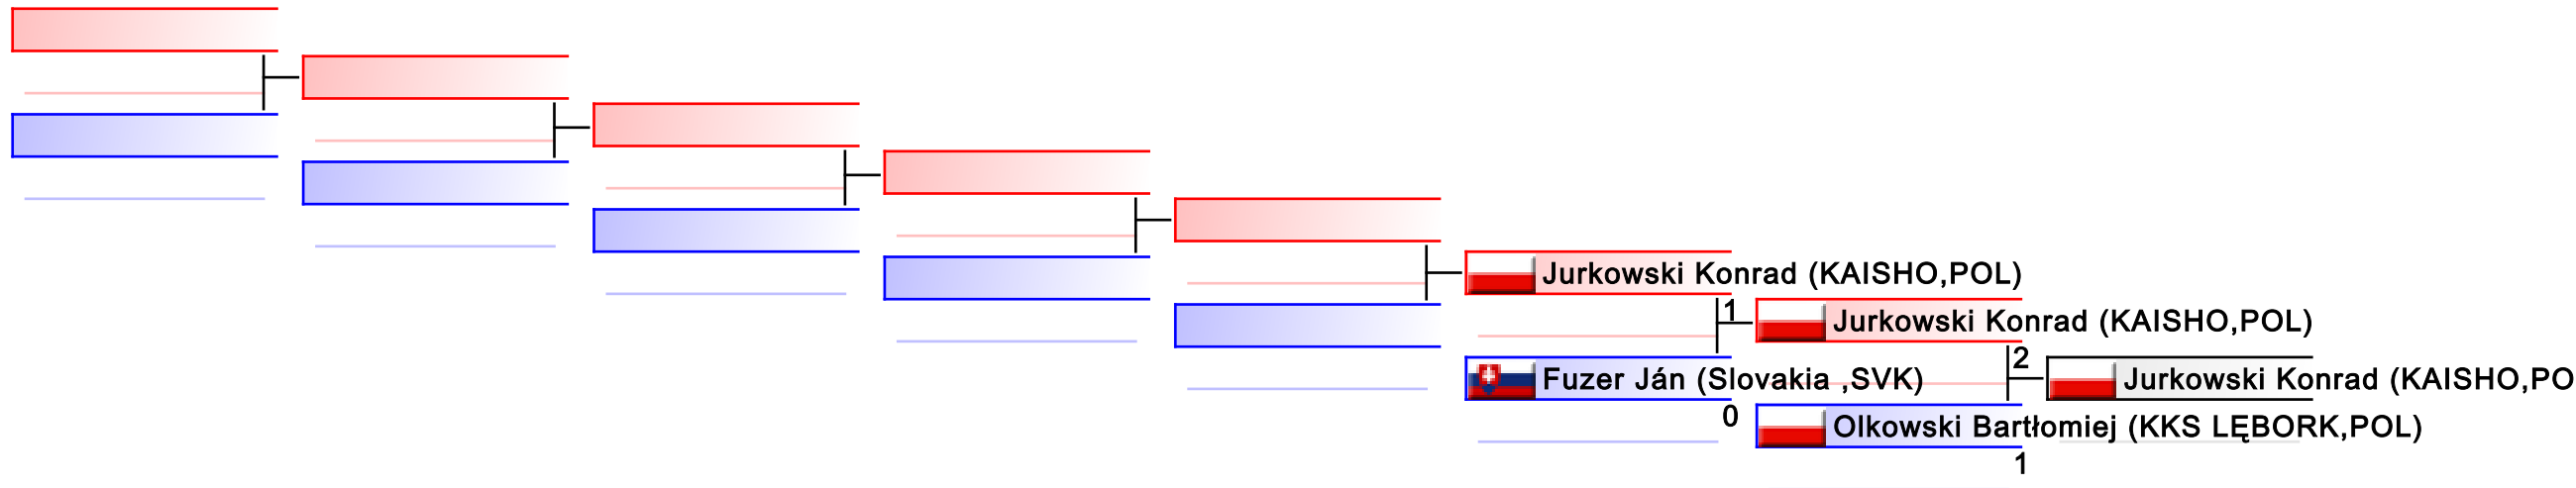 Jurkowski Konrad (KAISHO,POL)
1
Jurkowski Konrad (KAISHO,POL)
2
Fuzer Ján (Slovakia ,SVK)
Jurkowski Konrad (KAISHO,PO
0
Olkowski Bartłomiej (KKS LĘBORK,POL)
1